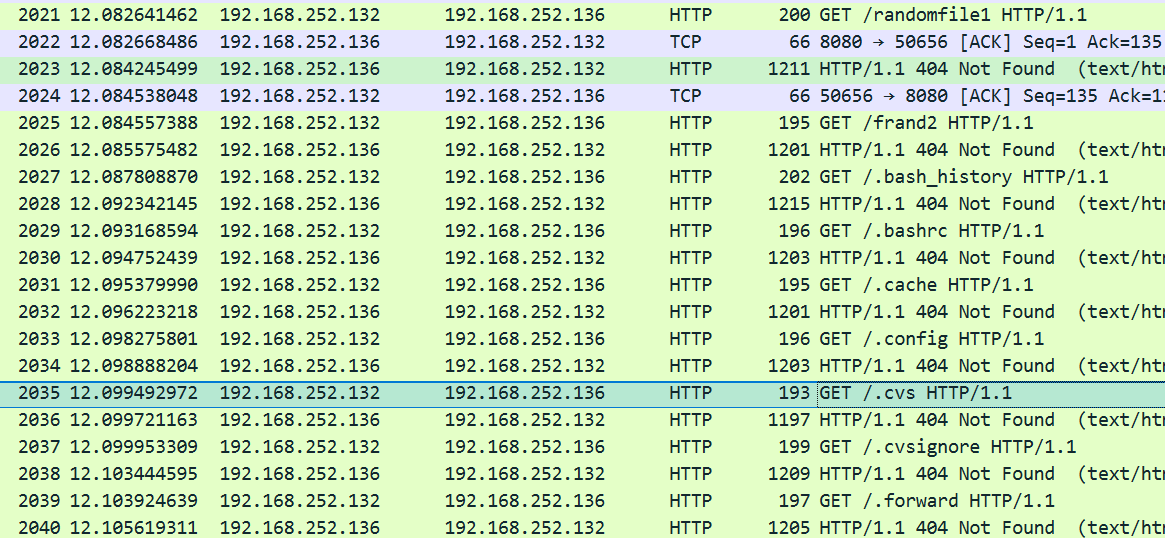 2021 12.082641462 192.168.252.132 192.168.252.136 HTTP 200 GET /randomfile1 HTTP/1.1
2022 12.082668486 192.168.252.136 192.168.252.132 TCP 66 8080 → 50656 [ACK] Seq=1 Ack=135
2023 12.084245499 192.168.252.136 192.168.252.132 HTTP 1211 HTTP/1.1 404 Not Found (text/htm
2024 12.084538048 192.168.252.132 192.168.252.136 TCP 66 50656 → 8080 [ACK] Seq=135 Ack=11
2025 12.084557388 192.168.252.132 192.168.252.136 HTTP 195 GET /frand2 HTTP/1.1
2026 12.085575482 192.168.252.136 192.168.252.132 HTTP 1201 HTTP/1.1 404 Not Found (text/htm
2027 12.087808870 192.168.252.132 192.168.252.136 HTTP 202 GET /.bash_history HTTP/1.1
2028 12.092342145 192.168.252.136 192.168.252.132 HTTP 1215 HTTP/1.1 404 Not Found (text/htm
2029 12.093168594 192.168.252.132 192.168.252.136 HTTP 196 GET /.bashrc HTTP/1.1
2030 12.094752439 192.168.252.136 192.168.252.132 HTTP 1203 HTTP/1.1 404 Not Found (text/htm
2031 12.095379990 192.168.252.132 192.168.252.136 HTTP 195 GET /.cache HTTP/1.1
2032 12.096223218 192.168.252.136 192.168.252.132 HTTP 1201 HTTP/1.1 404 Not Found (text/htm
2033 12.098275801 192.168.252.132 192.168.252.136 HTTP 196 GET /.config HTTP/1.1
2034 12.098888204 192.168.252.136 192.168.252.132 HTTP 1203 HTTP/1.1 404 Not Found (text/htm
2035 12.099492972 192.168.252.132 192.168.252.136 HTTP 193 GET /.cvs HTTP/1.1
2036 12.099721163 192.168.252.136 192.168.252.132 HTTP 1197 HTTP/1.1 404 Not Found (text/htm
2037 12.099953309 192.168.252.132 192.168.252.136 HTTP 199 GET /.cvsignore HTTP/1.1
2038 12.103444595 192.168.252.136 192.168.252.132 HTTP 1209 HTTP/1.1 404 Not Found (text/htm
2039 12.103924639 192.168.252.132 192.168.252.136 HTTP 197 GET /.forward HTTP/1.1
2040 12.105619311 192.168.252.136 192.168.252.132 HTTP 1205 HTTP/1.1 404 Not Found (text/htm